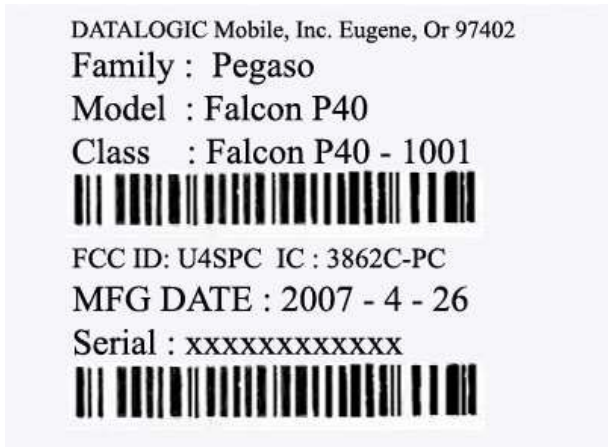 DATALOGIC Mobile, Inc. Eugene, Or 97402
Family : Pegaso
Model : Falcon P40
Class : Falcon P40 - 1001
FCC ID: U4SPC IC : 3862C-PC
MFG DATE : 2007 - 4 - 26
Serial : xxxxxxxxxxxx